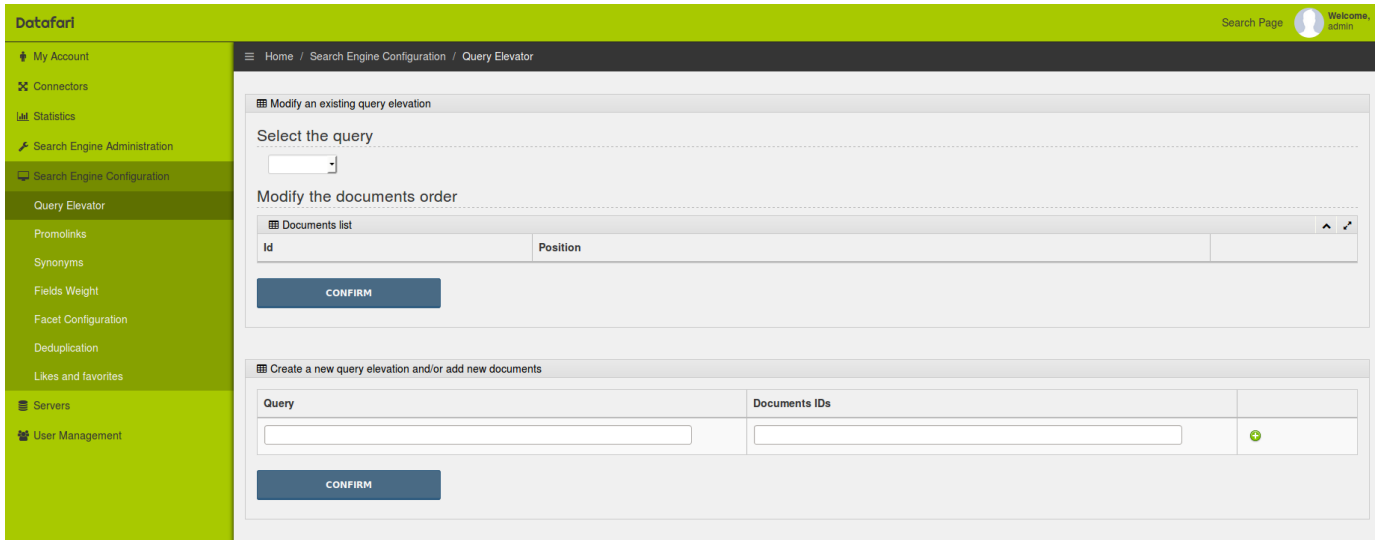 Datafari
Search Page
Welcome,
admin
My Account
Connectors
Statistics
Search Engine Administration
Search Engine Configuration
Query Elevator
Promolinks
Synonyms
Fields Weight
Facet Configuration
Deduplication
Likes and favorites
Servers
User Management
Home / Search Engine Configuration / Query Elevator
Modify an existing query elevation
Select the query
Modify the documents order
Documents list
Id Position
CONFIRM
Create a new query elevation and/or add new documents
Query Documents IDs
CONFIRM